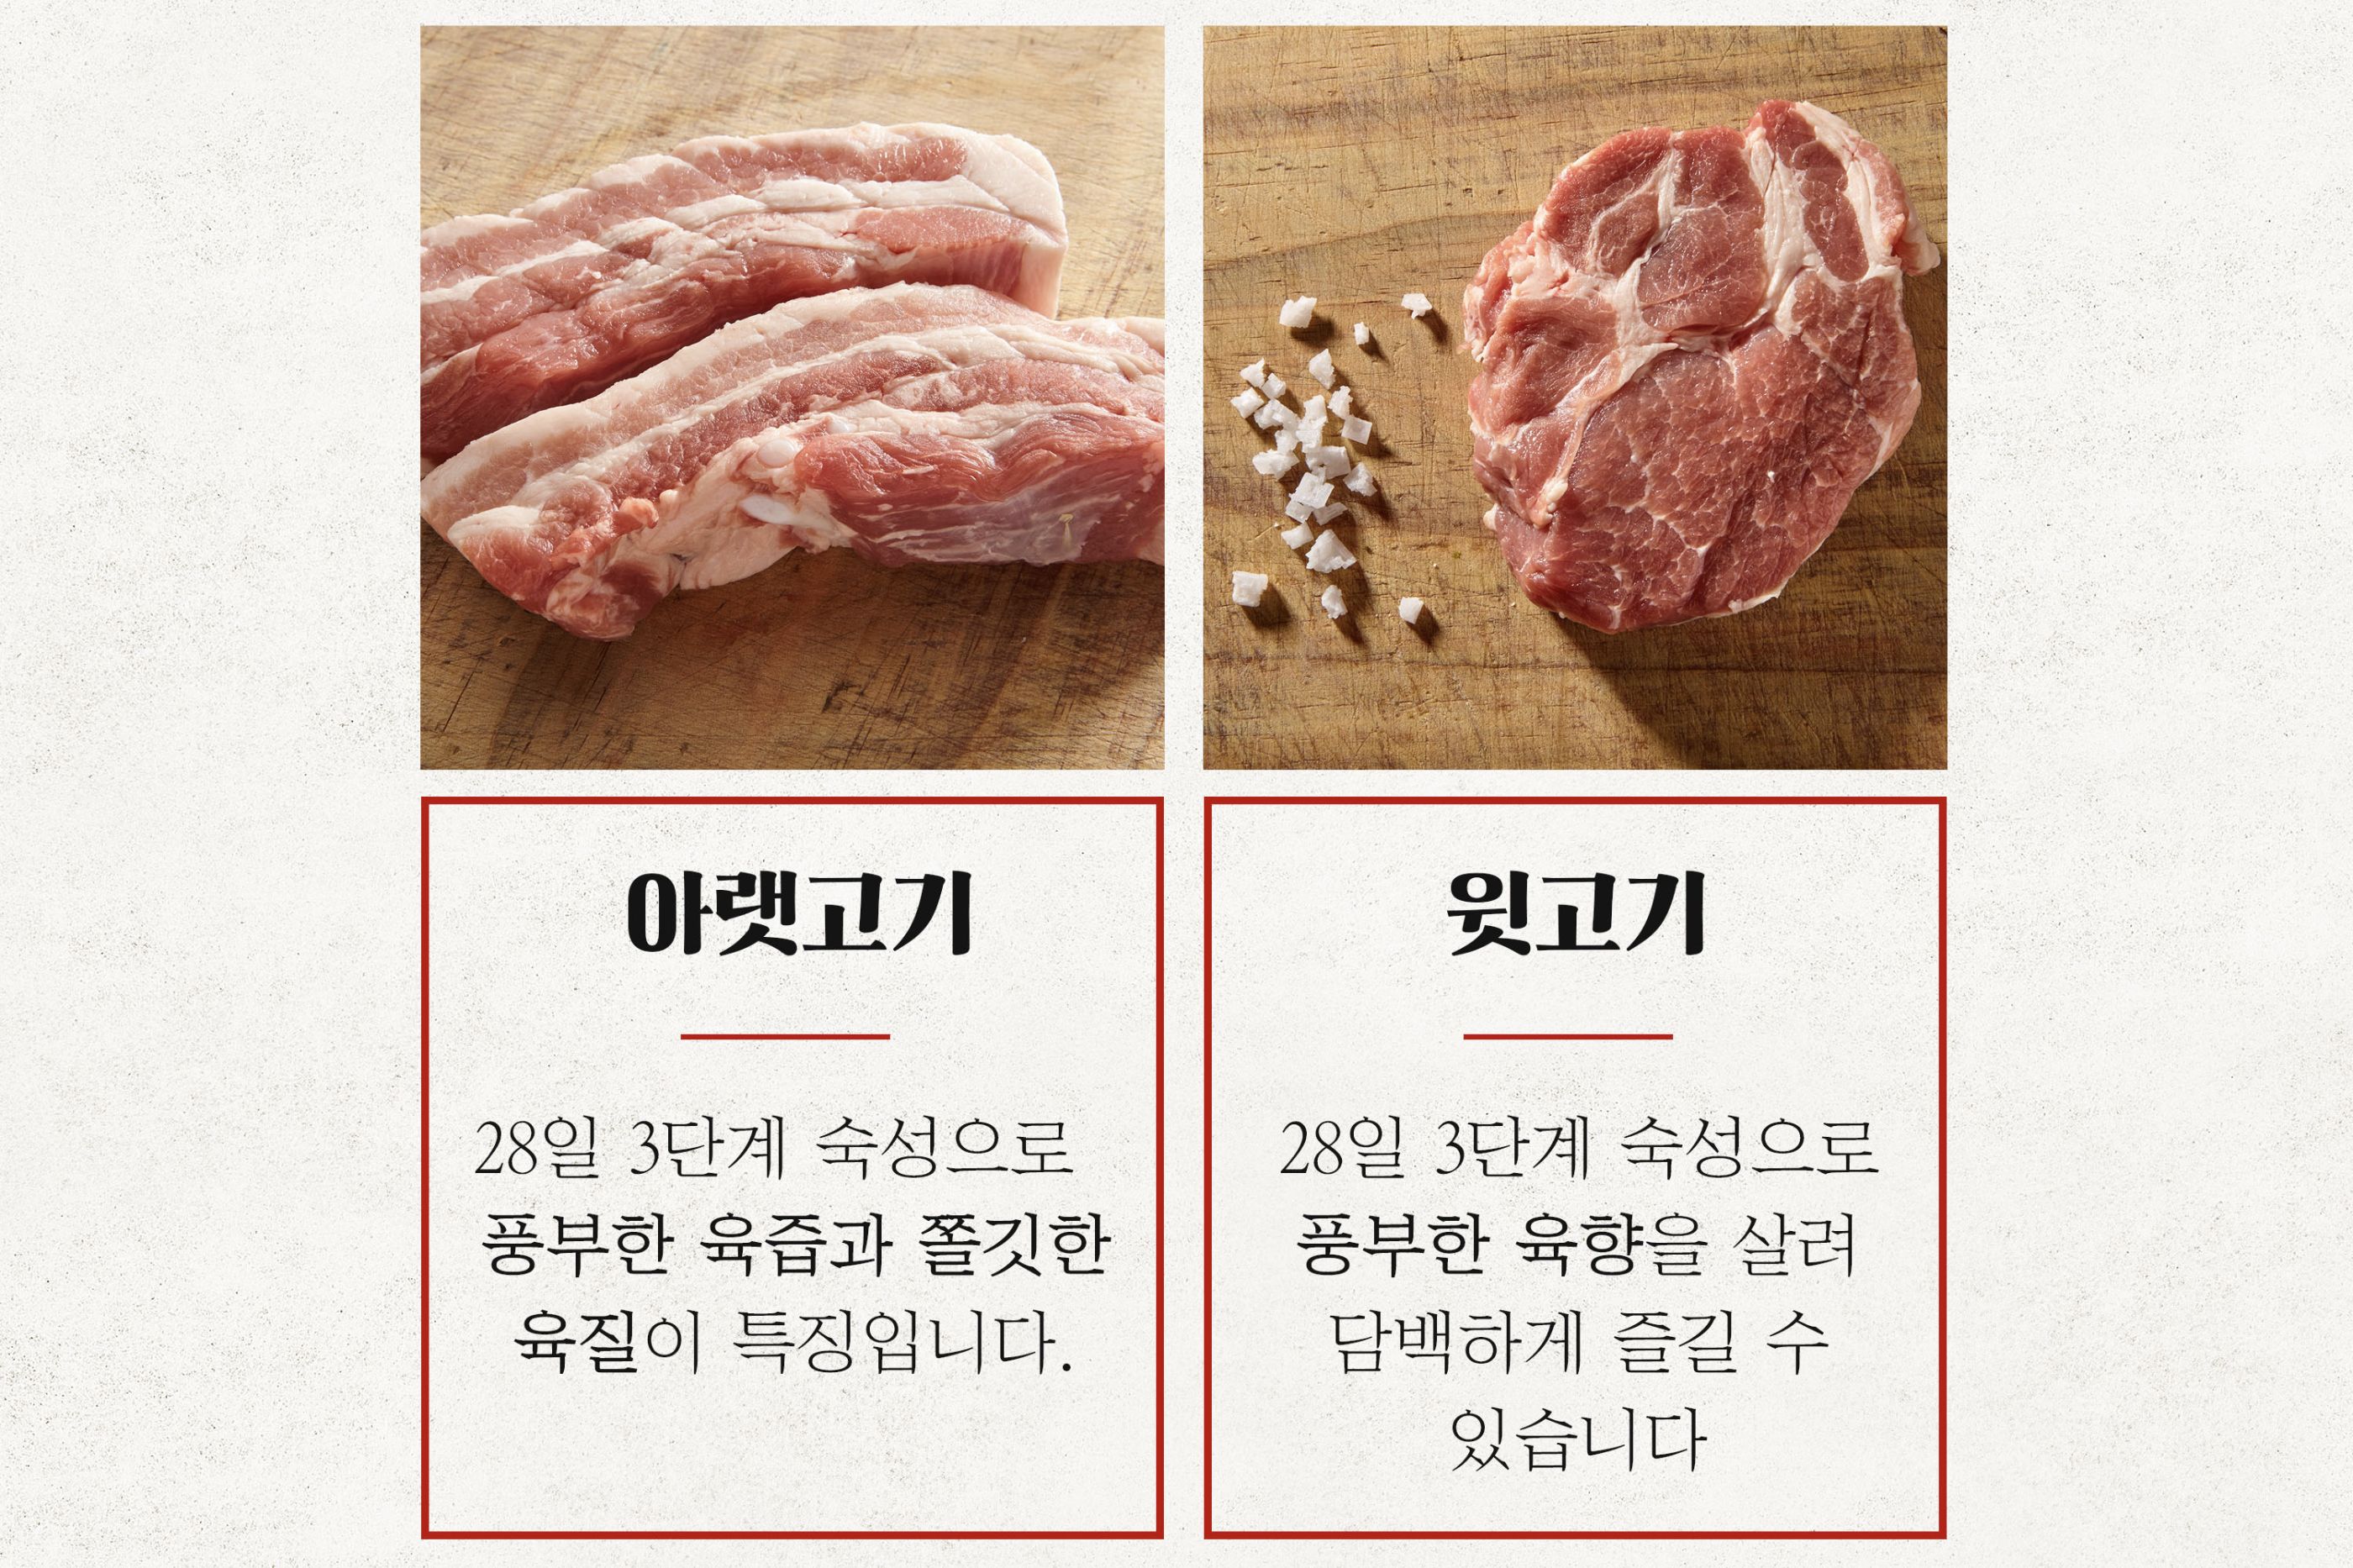 아랫고기
28일 3단계 숙성으로
풍부한 육즙과 쫄깃한
육질이 특징입니다.
윗고기
28일 3단계 숙성으로
풍부한 육향을 살려
담백하게 즐길 수
있습니다